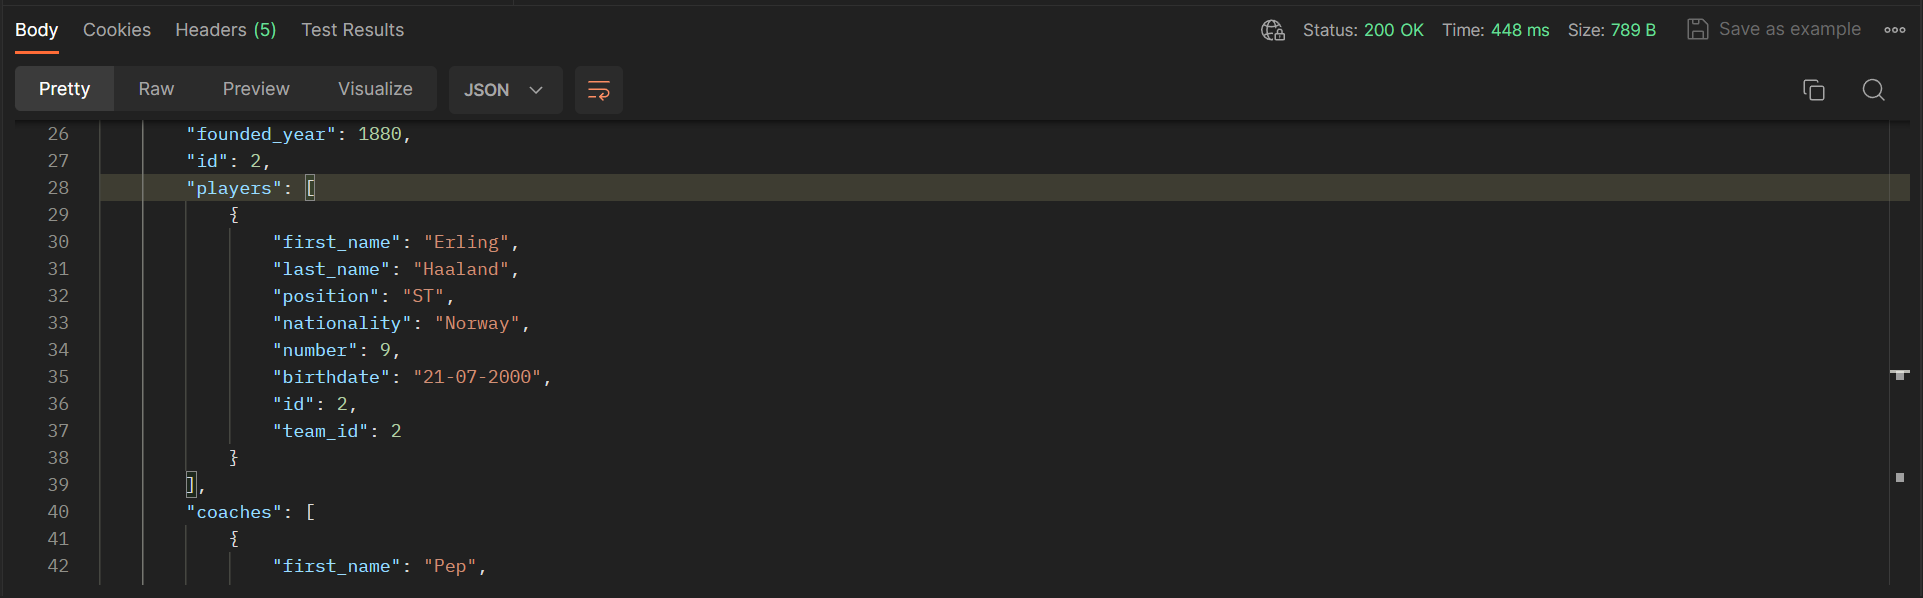 Body Cookies Headers (5) Test Results Status: 200 OK Time: 448 ms Size: 789 B Save as example
Pretty Raw Preview Visualize JSON
26 "founded_year": 1880,
27 "id": 2,
28 "players": [
29 {
30 "first_name": "Erling",
31 "last_name": "Haaland",
32 "position": "ST",
33 "nationality": "Norway",
34 "number": 9,
35 "birthdate": "21-07-2000",
36 "id": 2,
37 "team_id": 2
38 }
39 ],
40 "coaches": [
41 {
42 "first_name": "Pep",